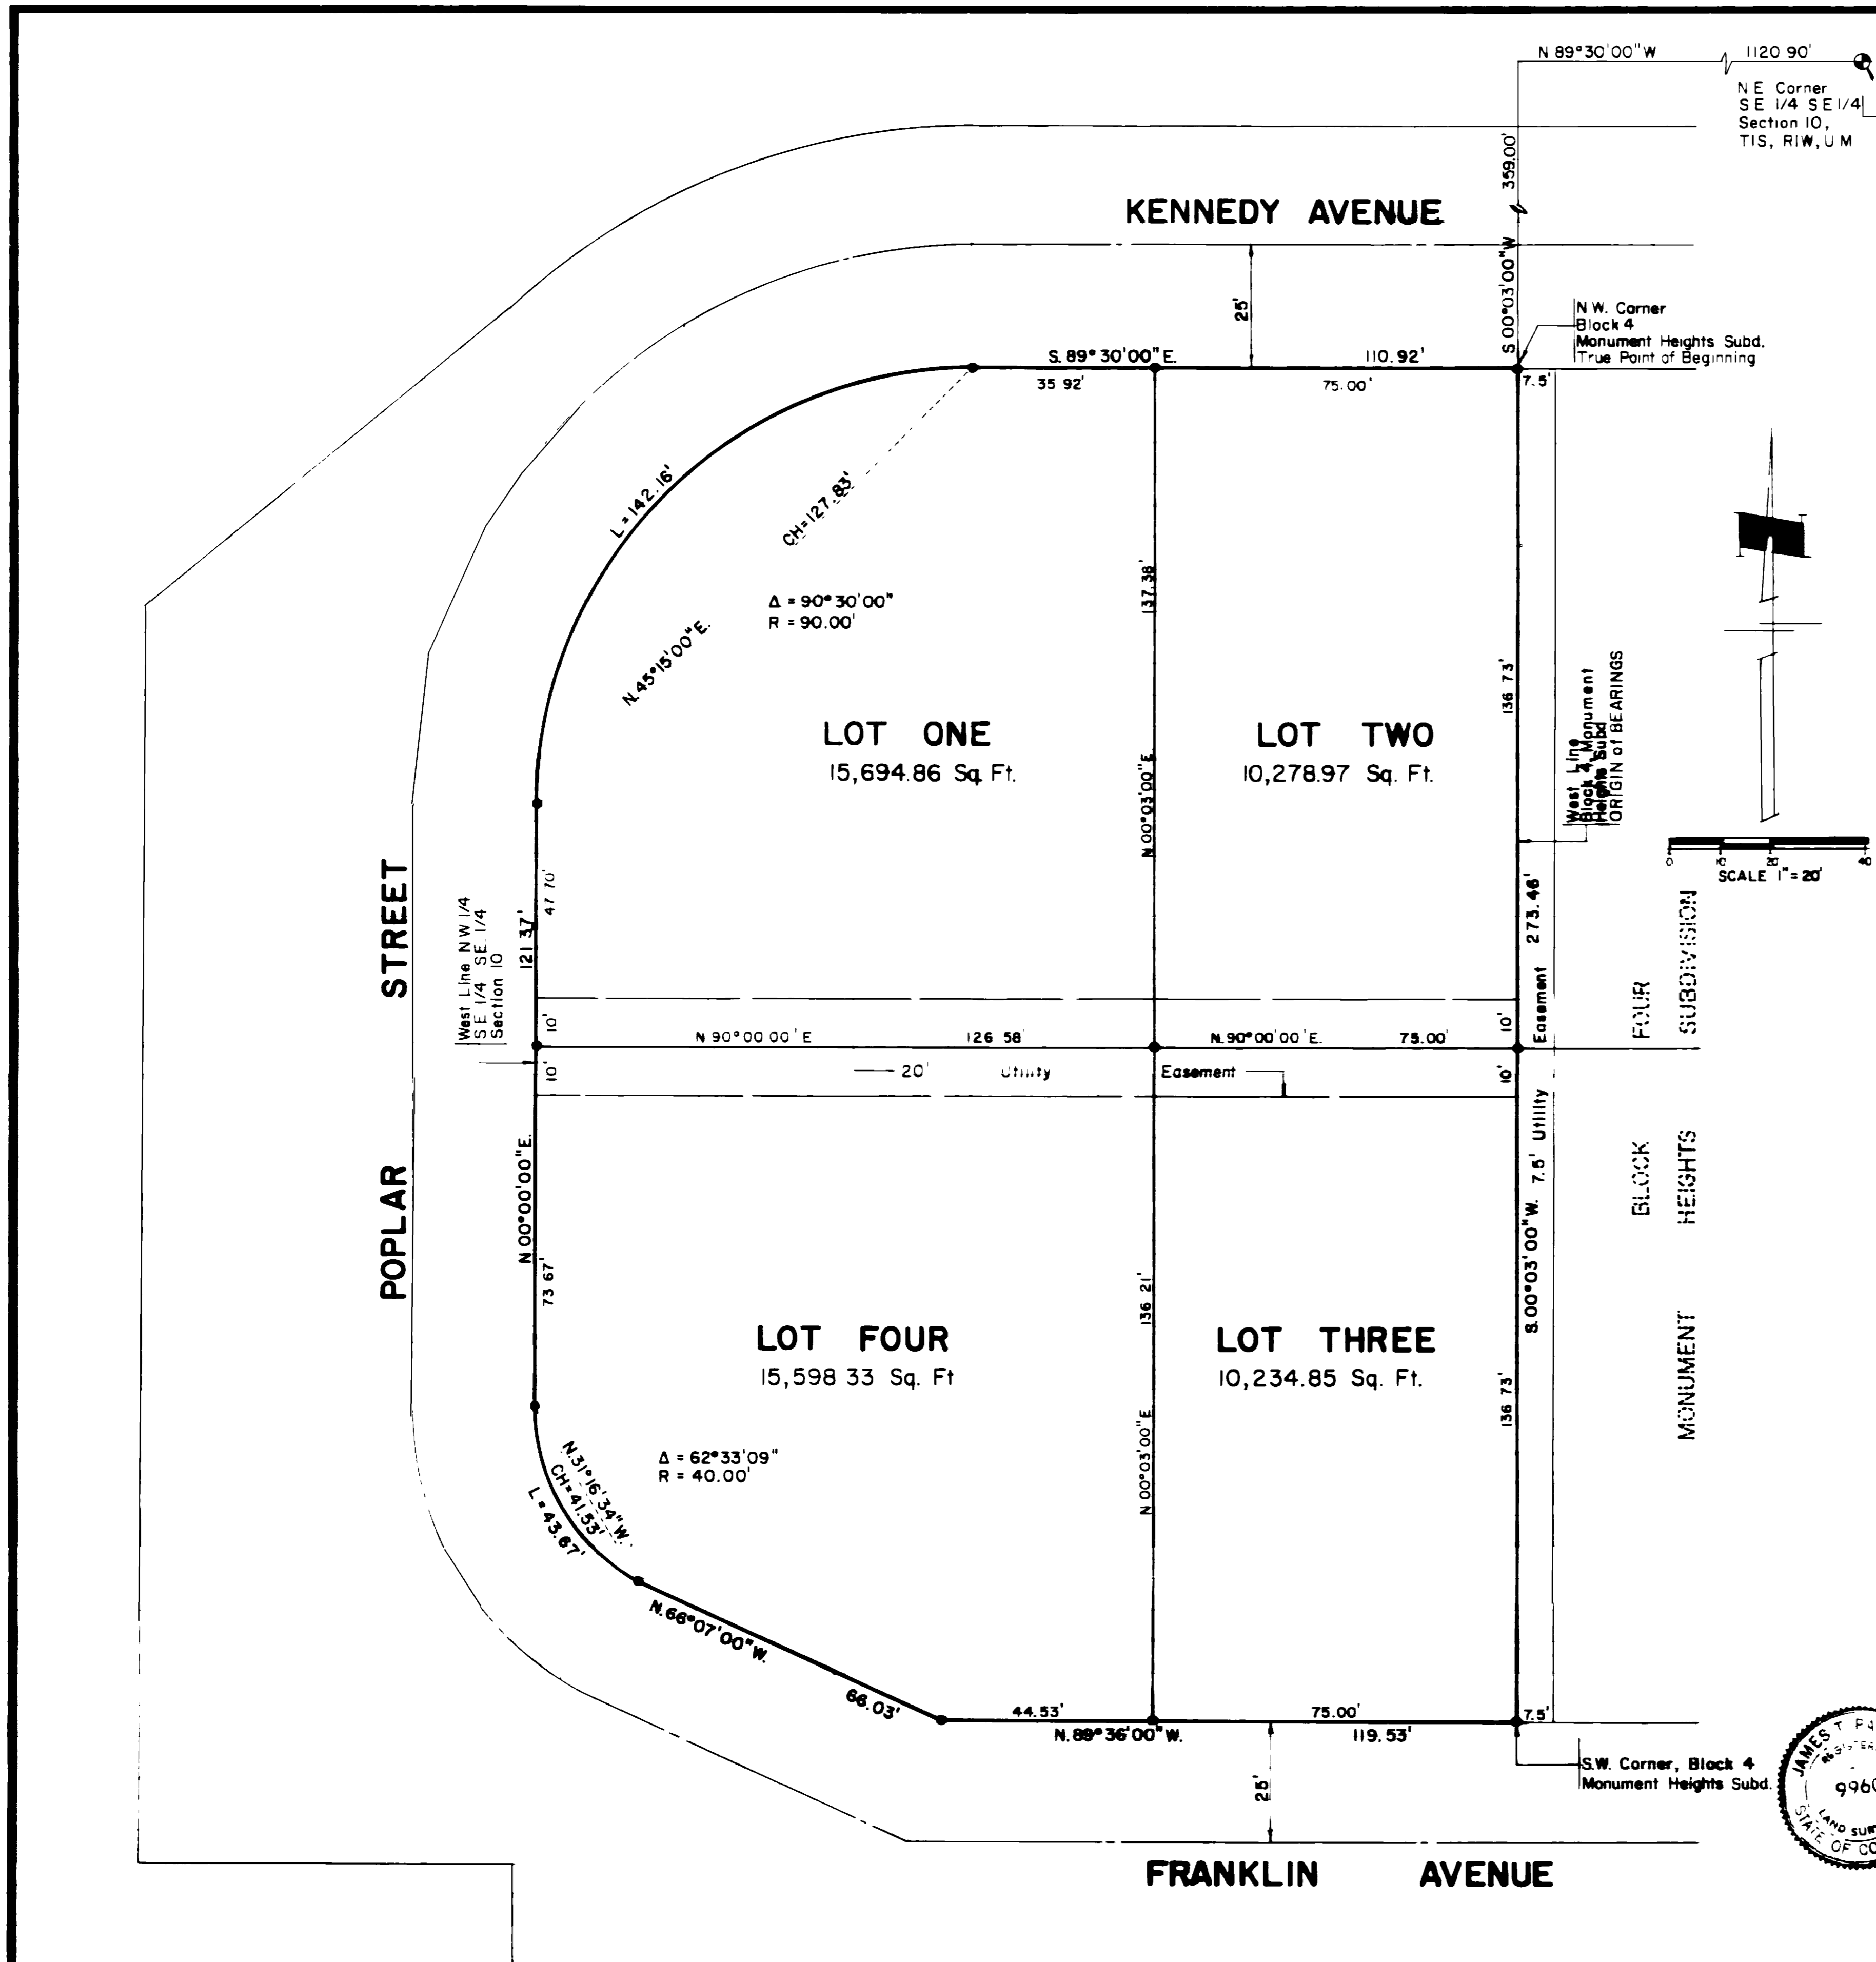 N 89°30'00"W 1120 90'
N E Corner
S E 1/4 S E 1/4
Section 10,
T1S, R1W, U M
S 00°03'00"W 359.00'
KENNEDY AVENUE
25'
N W. Corner
Block 4
Monument Heights Subd.
True Point of Beginning
S. 89° 30'00" E. 110.92'
35 92'
75.00'
7.5'
L = 142.16'
CH=127.83'
Δ = 90° 30'00"
R = 90.00'
N. 45°15'00"E.
137.38'
N 00°03'00"E
136 73'
LOT ONE
15,694.86 Sq Ft.
LOT TWO
10,278.97 Sq. Ft.
West Line
Block 4, Monument
Heights Subd
ORIGIN of BEARINGS
0 10 20 40
SCALE 1" = 20'
POPLAR STREET
West Line NW 1/4
S E 1/4 SE. 1/4
Section 10
47 70'
121 37'
10'
10'
N 90°00 00' E 126 58'
N. 90°00'00' E. 75.00'
10'
10'
20' Utility Easement
S. 00°03'00"W. 7.5' Utility Easement 273.46'
BLOCK FOUR
MONUMENT HEIGHTS SUBDIVISION
N 00°00'00"E.
73 67'
136 21'
N 00°03'00"E
136 73'
LOT FOUR
15,598 33 Sq. Ft
LOT THREE
10,234.85 Sq. Ft.
Δ = 62°33'09"
R = 40.00'
N. 31° 16' 34" W.
CH= 41.53'
L = 43.67'
N. 66°07'00" W.
66.03'
44.53'
75.00'
7.5'
N. 89° 36'00" W. 119.53'
25'
S.W. Corner, Block 4
Monument Heights Subd.
JAMES T.
996
LAND
STATE OF
FRANKLIN AVENUE